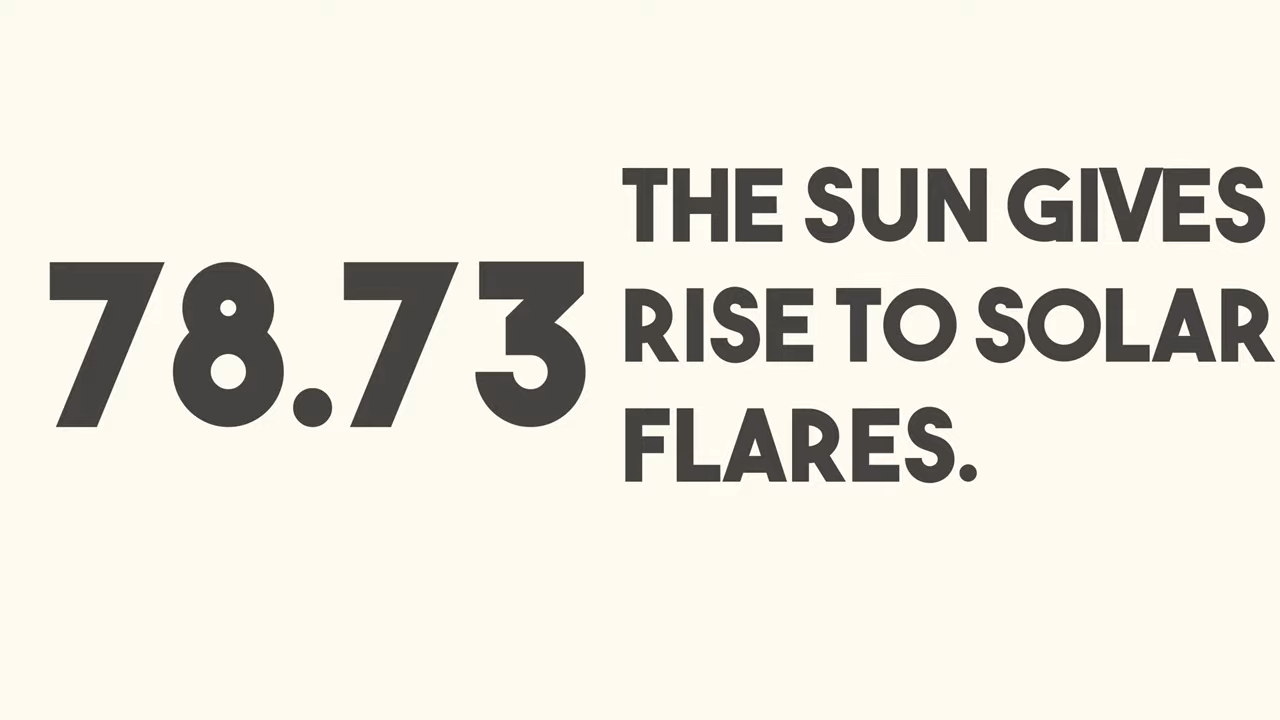 78.73
THE SUN GIVES
RISE TO SOLAR
FLARES.